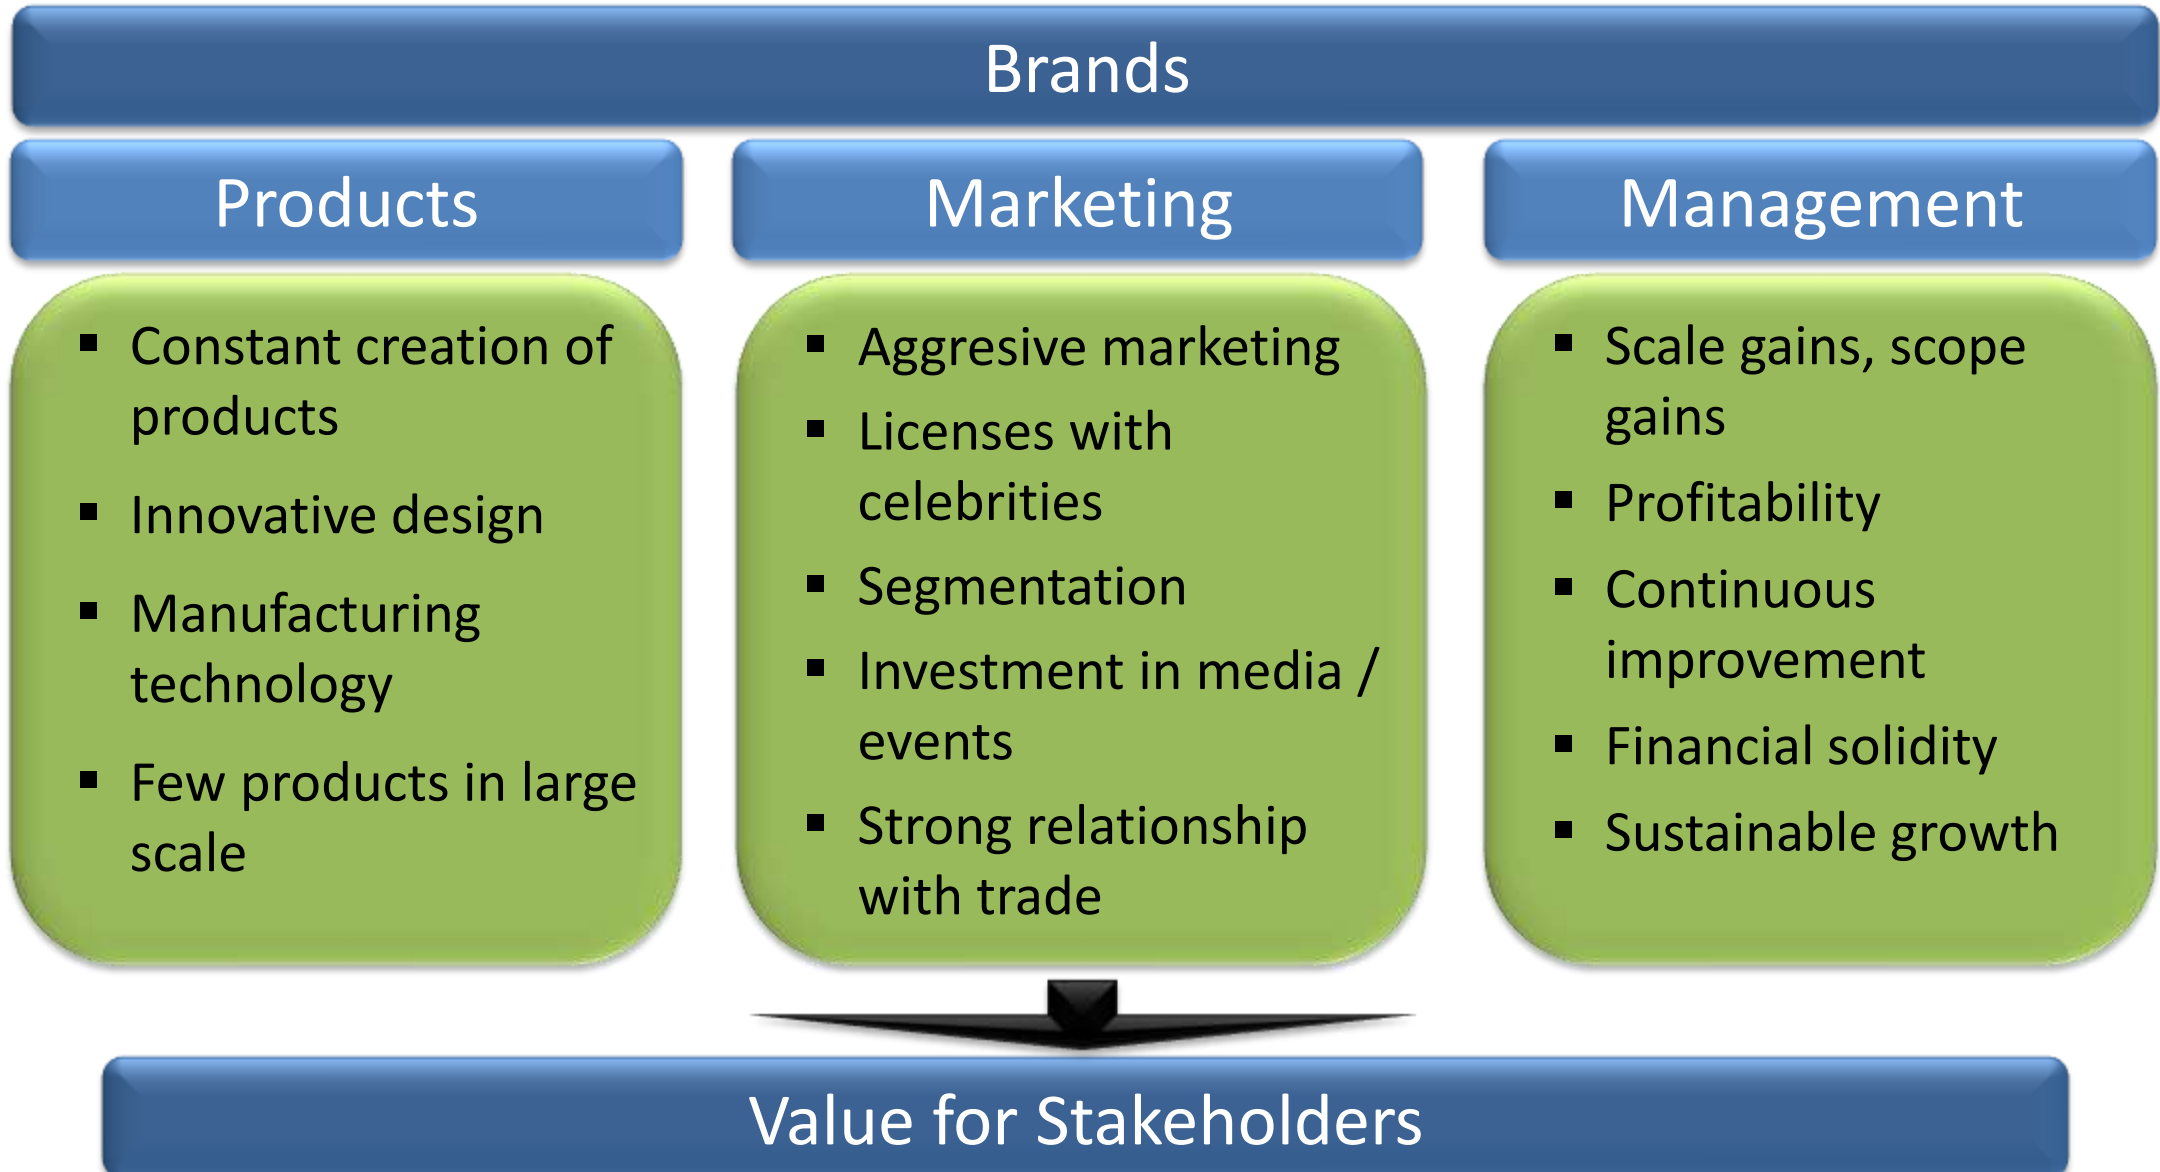 Brands
Products
Marketing
Management
▪ Constant creation of
products
▪ Innovative design
▪ Manufacturing
technology
▪ Few products in large
scale
▪ Aggresive marketing
▪ Licenses with
celebrities
▪ Segmentation
▪ Investment in media /
events
▪ Strong relationship
with trade
▪ Scale gains, scope
gains
▪ Profitability
▪ Continuous
improvement
▪ Financial solidity
▪ Sustainable growth
Value for Stakeholders